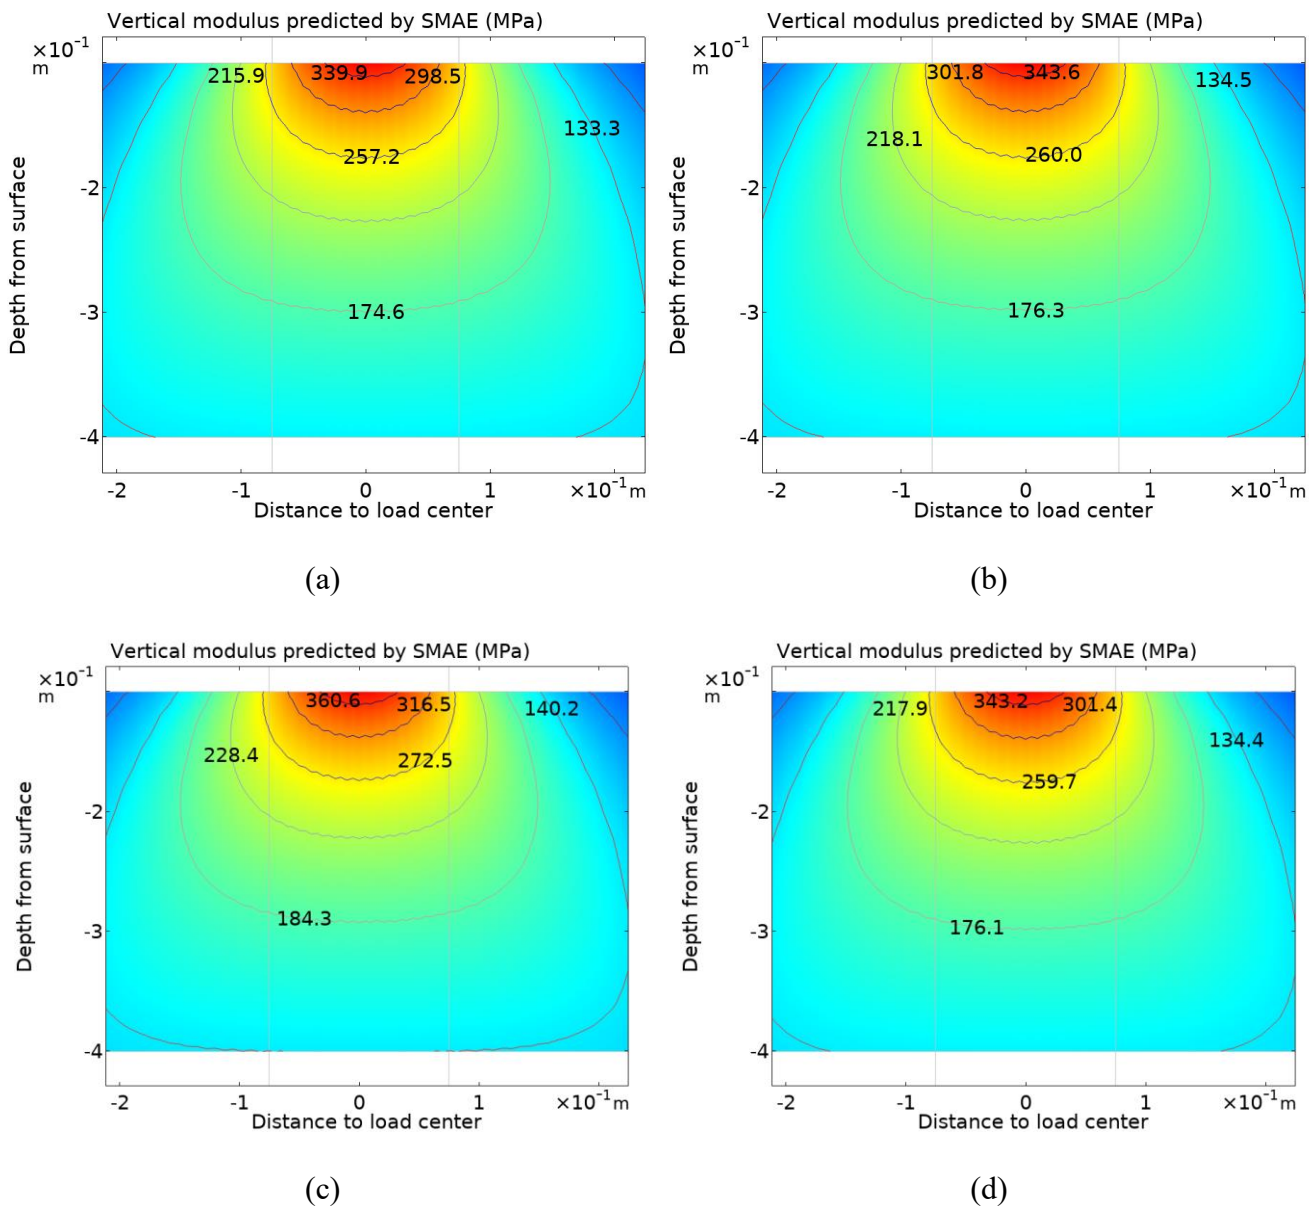 Vertical modulus predicted by SMAE (MPa)
×10⁻¹
m
215.9 339.9 298.5
133.3
257.2
-2
-3
174.6
-4
Depth from surface
-2 -1 0 1 ×10⁻¹m
Distance to load center
(a)
Vertical modulus predicted by SMAE (MPa)
×10⁻¹
m
301.8 343.6 134.5
218.1
260.0
-2
-3
176.3
-4
Depth from surface
-2 -1 0 1 ×10⁻¹m
Distance to load center
(b)
Vertical modulus predicted by SMAE (MPa)
×10⁻¹
m
360.6 316.5 140.2
228.4
272.5
-2
184.3
-3
-4
Depth from surface
-2 -1 0 1 ×10⁻¹m
Distance to load center
(c)
Vertical modulus predicted by SMAE (MPa)
×10⁻¹
m
217.9 343.2 301.4
134.4
259.7
-2
176.1
-3
-4
Depth from surface
-2 -1 0 1 ×10⁻¹m
Distance to load center
(d)